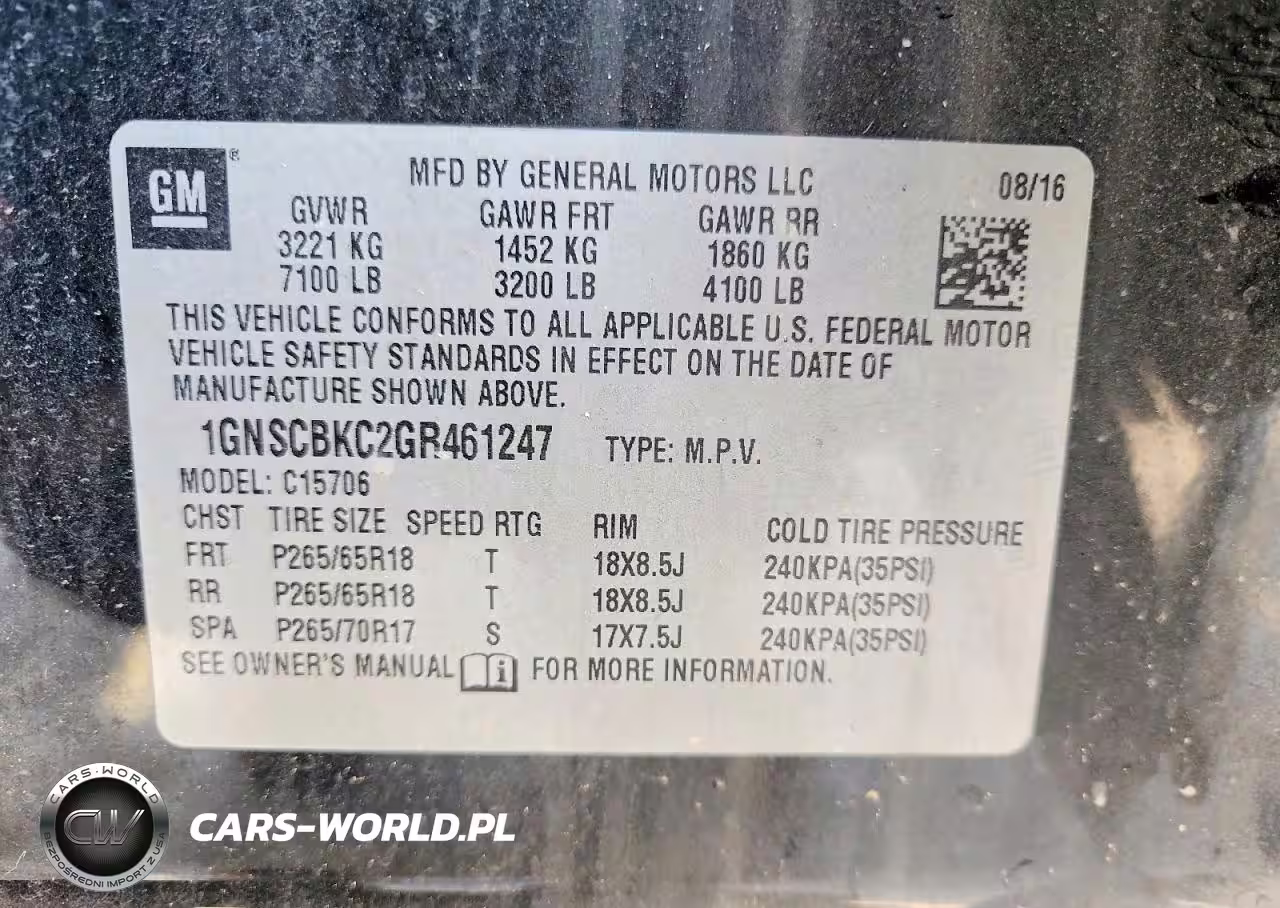 GM ®
MFD BY GENERAL MOTORS LLC 08/16
GVWR GAWR FRT GAWR RR
3221 KG 1452 KG 1860 KG
7100 LB 3200 LB 4100 LB
THIS VEHICLE CONFORMS TO ALL APPLICABLE U.S. FEDERAL MOTOR
VEHICLE SAFETY STANDARDS IN EFFECT ON THE DATE OF
MANUFACTURE SHOWN ABOVE.
1GNSCBKC2GR461247 TYPE: M.P.V.
MODEL: C15706
CHST TIRE SIZE SPEED RTG RIM COLD TIRE PRESSURE
FRT P265/65R18 T 18X8.5J 240KPA(35PSI)
RR P265/65R18 T 18X8.5J 240KPA(35PSI)
SPA P265/70R17 S 17X7.5J 240KPA(35PSI)
SEE OWNER'S MANUAL i FOR MORE INFORMATION.
CARS-WORLD
CW
BEZPOŚREDNI IMPORT Z USA
CARS-WORLD.PL